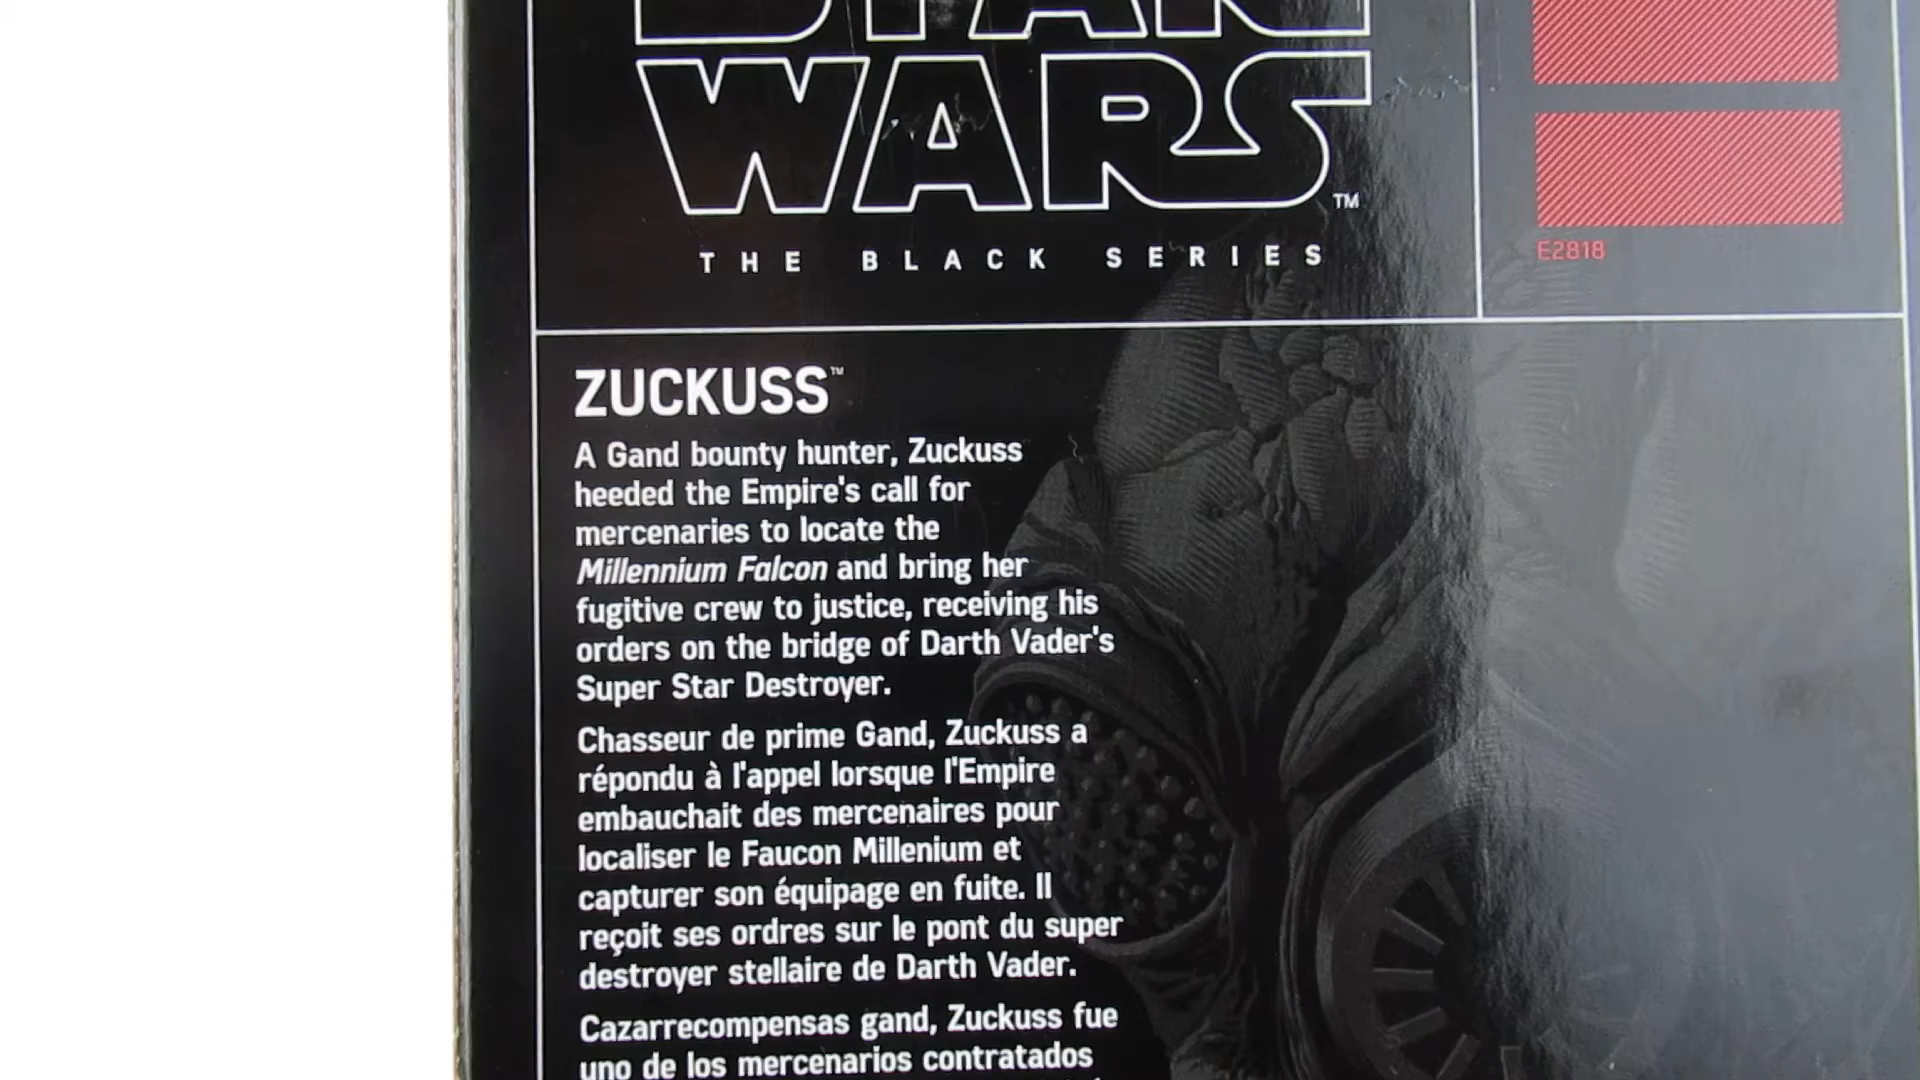 STAR
WARS™
THE BLACK SERIES
E2818
ZUCKUSS™
A Gand bounty hunter, Zuckuss
heeded the Empire's call for
mercenaries to locate the
Millennium Falcon and bring her
fugitive crew to justice, receiving his
orders on the bridge of Darth Vader's
Super Star Destroyer.
Chasseur de prime Gand, Zuckuss a
répondu à l'appel lorsque l'Empire
embauchait des mercenaires pour
localiser le Faucon Millenium et
capturer son équipage en fuite. Il
reçoit ses ordres sur le pont du super
destroyer stellaire de Darth Vader.
Cazarrecompensas gand, Zuckuss fue
uno de los mercenarios contratados